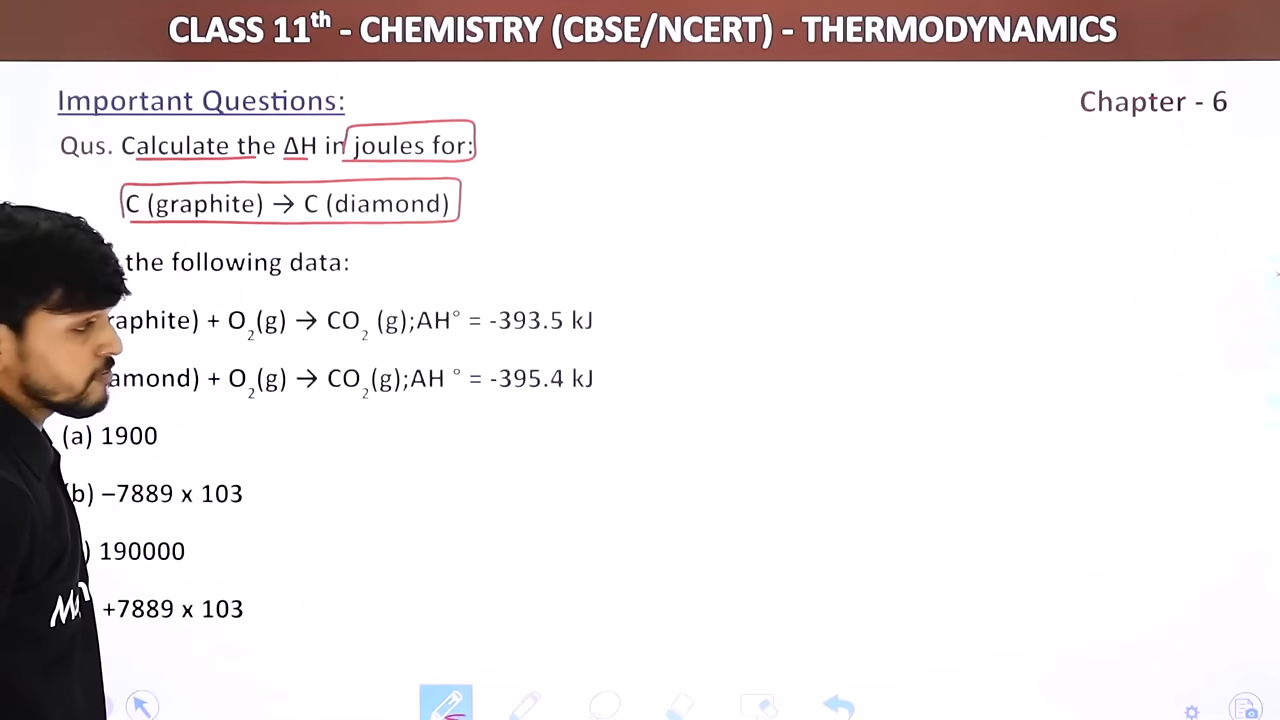 CLASS 11th - CHEMISTRY (CBSE/NCERT) - THERMODYNAMICS
Important Questions:
Chapter - 6
Qus. Calculate the ΔH in joules for:
C (graphite) → C (diamond)
the following data:
raphite) + O₂(g) → CO₂ (g);AH° = -393.5 kJ
amond) + O₂(g) → CO₂(g);AH ° = -395.4 kJ
(a) 1900
b) –7889 x 103
) 190000
+7889 x 103